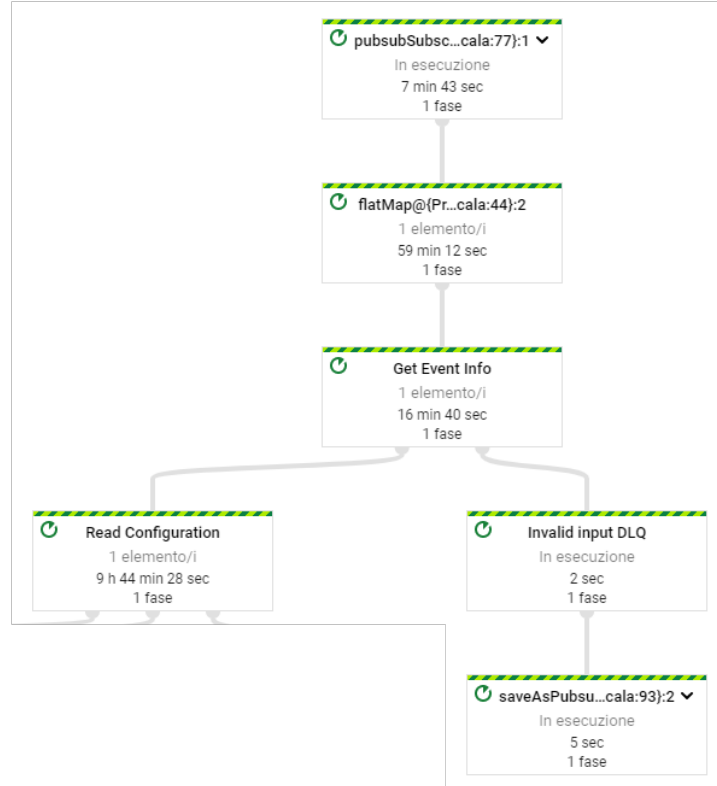 pubsubSubsc...cala:77}:1
In esecuzione
7 min 43 sec
1 fase
flatMap@{Pr...cala:44}:2
1 elemento/i
59 min 12 sec
1 fase
Get Event Info
1 elemento/i
16 min 40 sec
1 fase
Read Configuration
1 elemento/i
9 h 44 min 28 sec
1 fase
Invalid input DLQ
In esecuzione
2 sec
1 fase
saveAsPubsu...cala:93}:2
In esecuzione
5 sec
1 fase